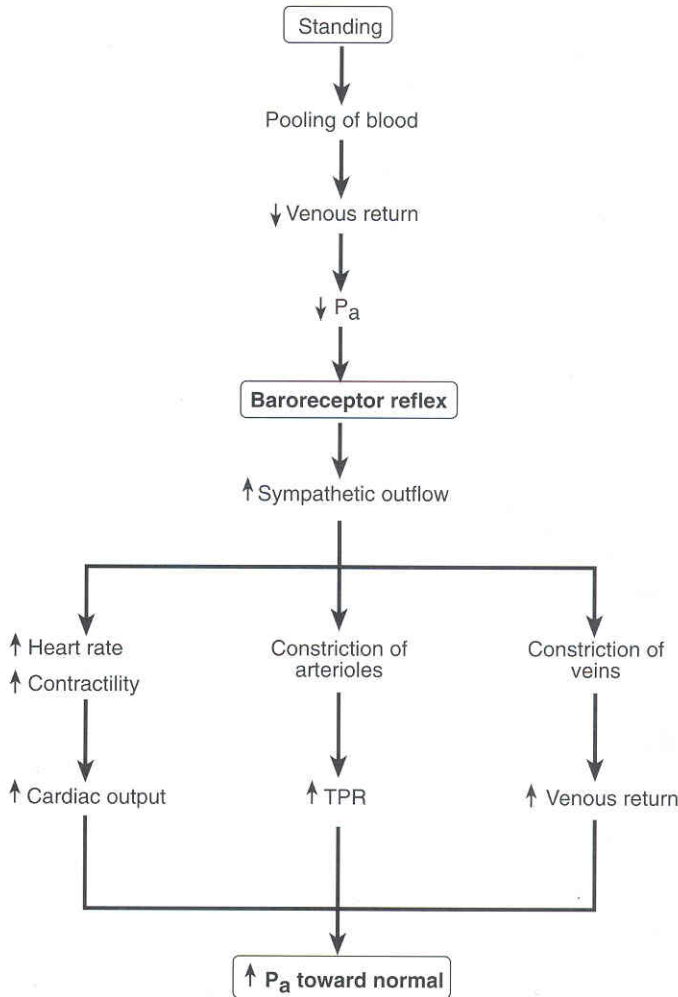 Standing
Pooling of blood
↓ Venous return
↓ Pa
Baroreceptor reflex
↑ Sympathetic outflow
↑ Heart rate
↑ Contractility
Constriction of
arterioles
Constriction of
veins
↑ Cardiac output
↑ TPR
↑ Venous return
↑ Pa toward normal